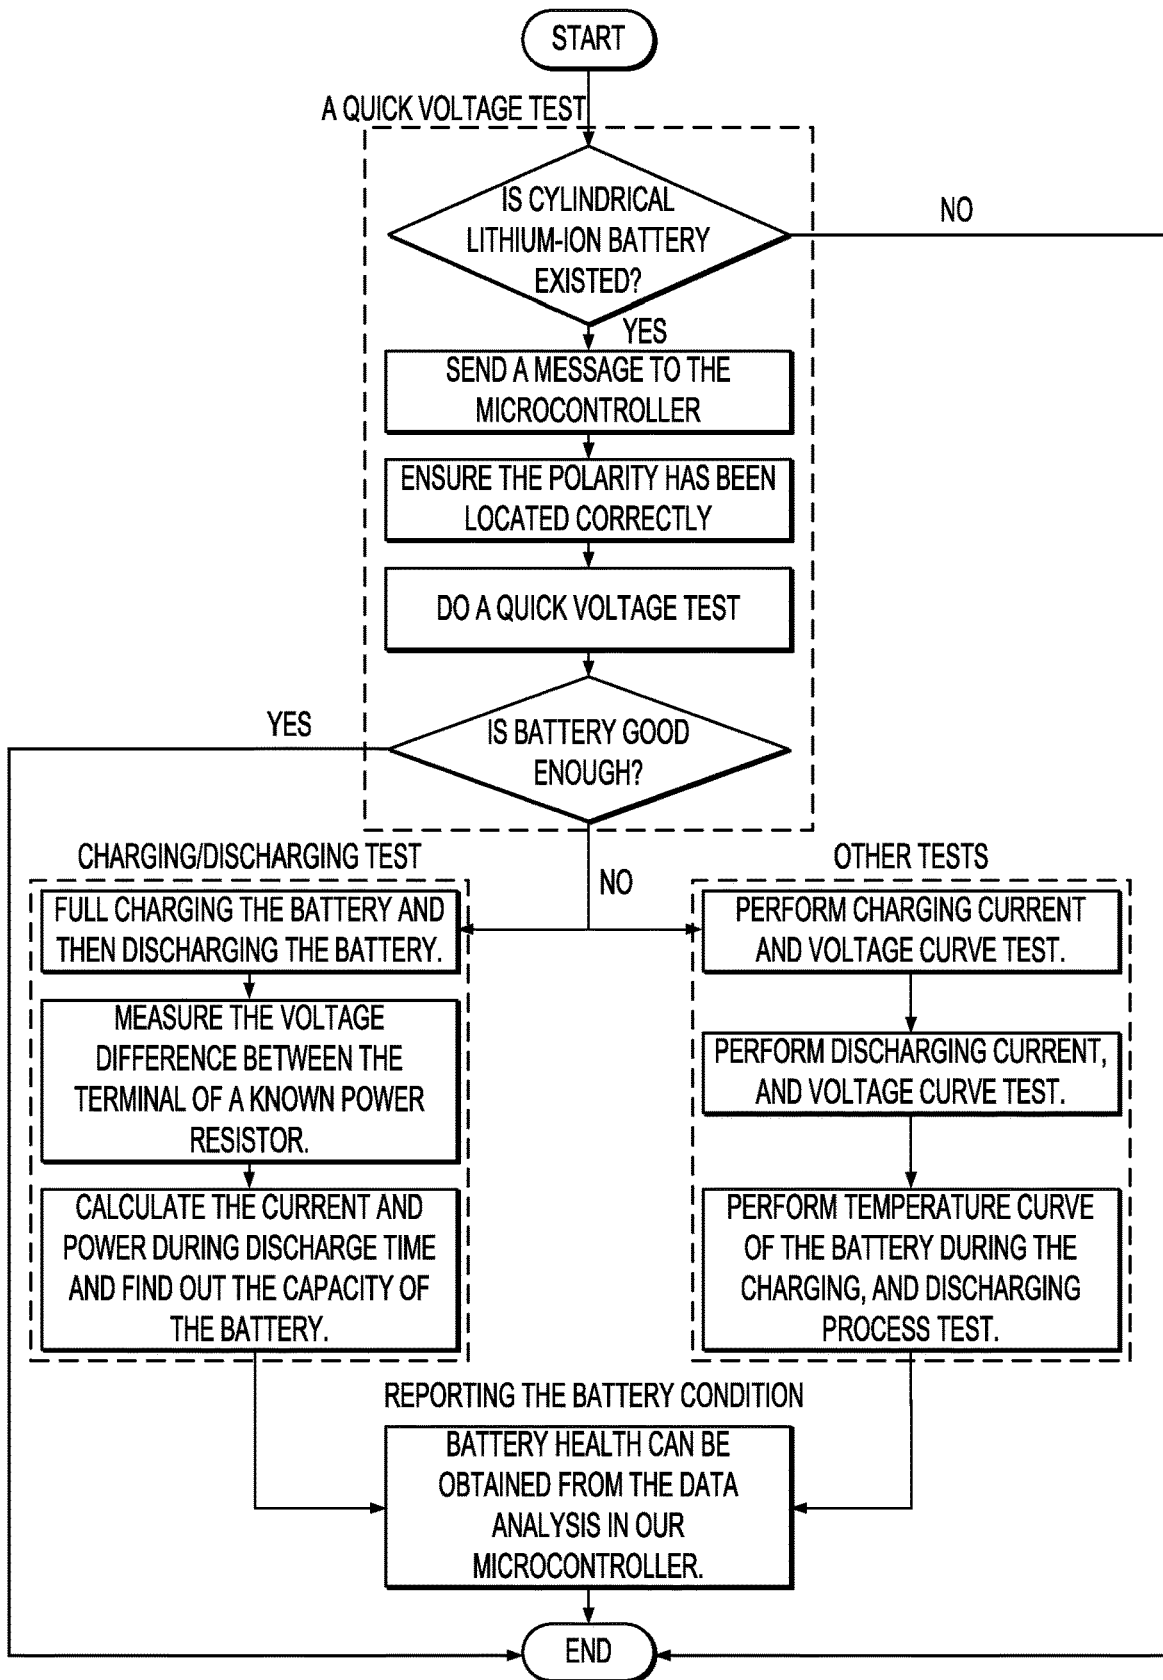 START
A QUICK VOLTAGE TEST
IS CYLINDRICAL
LITHIUM-ION BATTERY
EXISTED?
NO
YES
SEND A MESSAGE TO THE
MICROCONTROLLER
ENSURE THE POLARITY HAS BEEN
LOCATED CORRECTLY
DO A QUICK VOLTAGE TEST
YES
IS BATTERY GOOD
ENOUGH?
NO
CHARGING/DISCHARGING TEST
FULL CHARGING THE BATTERY AND
THEN DISCHARGING THE BATTERY.
MEASURE THE VOLTAGE
DIFFERENCE BETWEEN THE
TERMINAL OF A KNOWN POWER
RESISTOR.
CALCULATE THE CURRENT AND
POWER DURING DISCHARGE TIME
AND FIND OUT THE CAPACITY OF
THE BATTERY.
OTHER TESTS
PERFORM CHARGING CURRENT
AND VOLTAGE CURVE TEST.
PERFORM DISCHARGING CURRENT,
AND VOLTAGE CURVE TEST.
PERFORM TEMPERATURE CURVE
OF THE BATTERY DURING THE
CHARGING, AND DISCHARGING
PROCESS TEST.
REPORTING THE BATTERY CONDITION
BATTERY HEALTH CAN BE
OBTAINED FROM THE DATA
ANALYSIS IN OUR
MICROCONTROLLER.
END